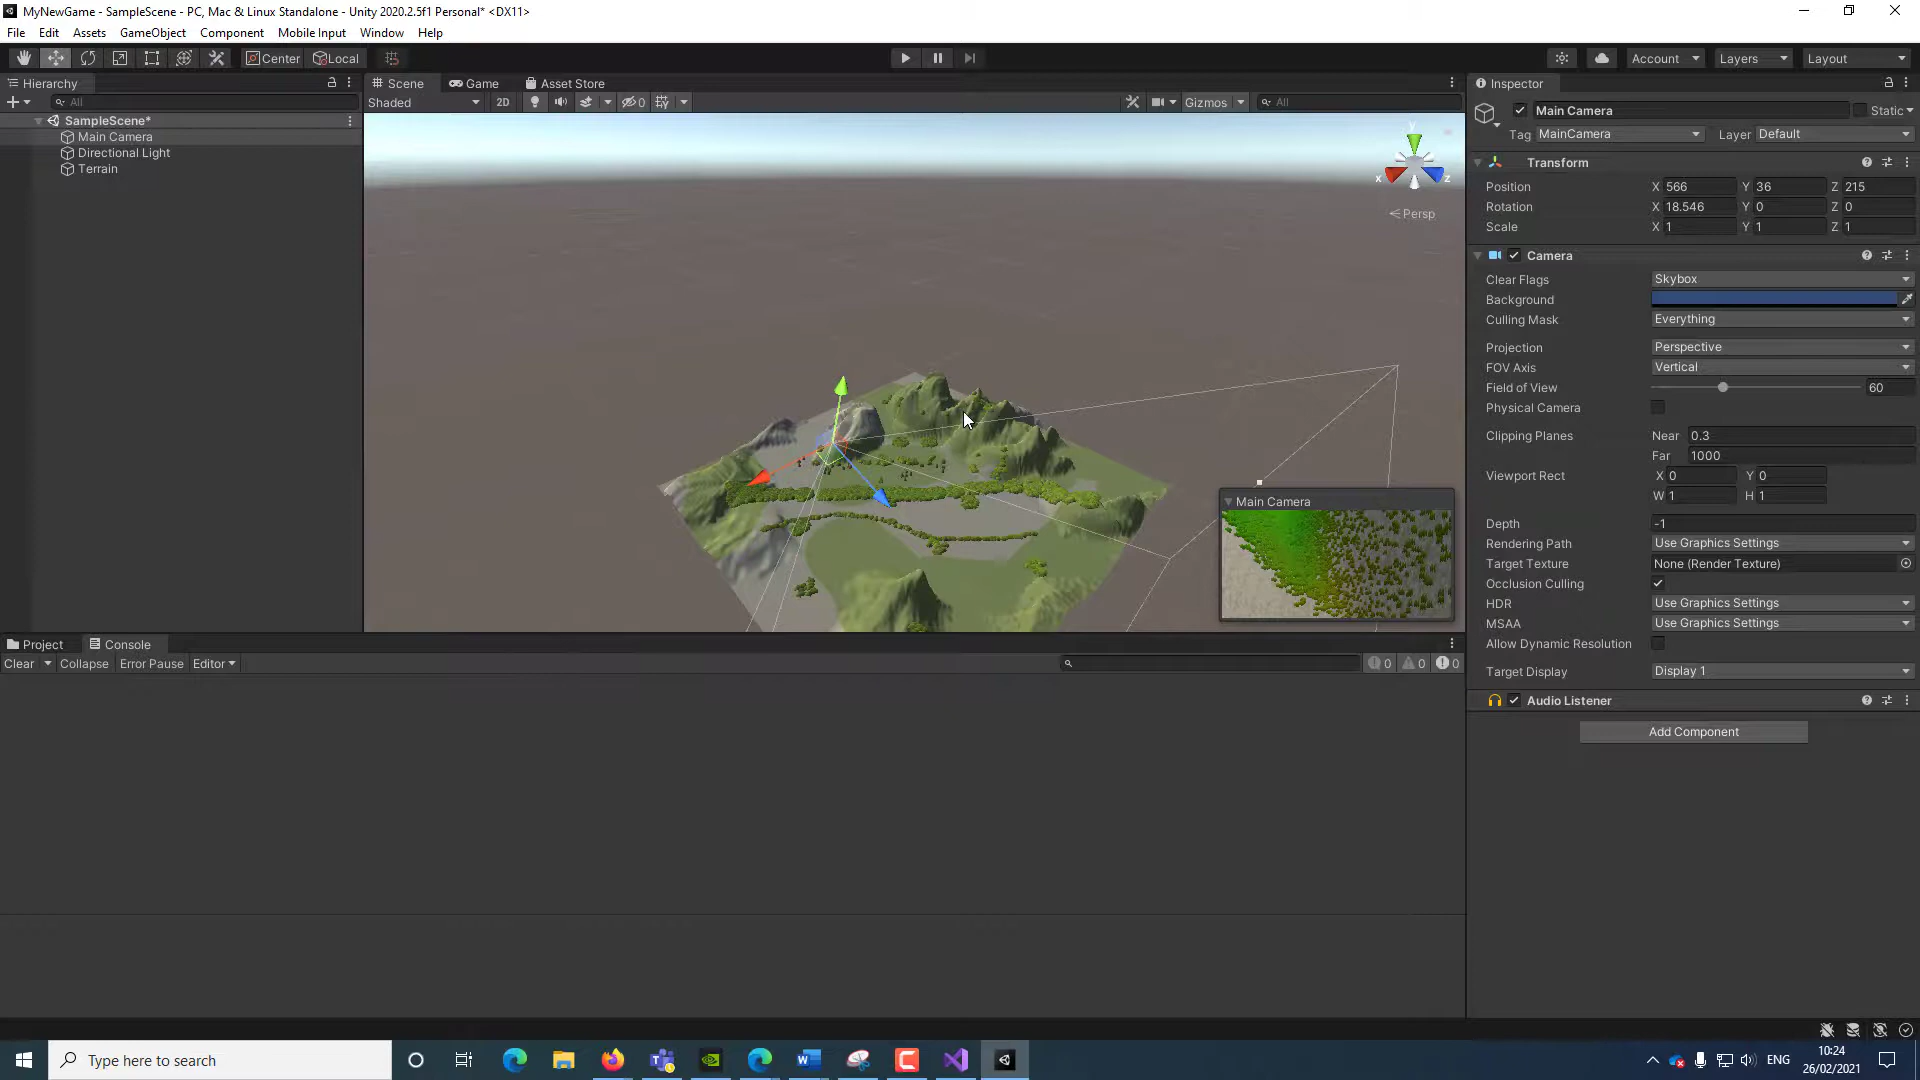 MyNewGame - SampleScene - PC, Mac & Linux Standalone - Unity 2020.2.5f1 Personal* <DX11>
File Edit Assets GameObject Component Mobile Input Window Help
Center Local Account Layers Layout
Hierarchy
All
SampleScene*
Main Camera
Directional Light
Terrain
Scene Game Asset Store
Shaded 2D 0 Gizmos All
y
x z
Persp
Main Camera
Inspector
Main Camera Static
Tag MainCamera Layer Default
Transform
Position X 566 Y 36 Z 215
Rotation X 18.546 Y 0 Z 0
Scale X 1 Y 1 Z 1
Camera
Clear Flags Skybox
Background
Culling Mask Everything
Projection Perspective
FOV Axis Vertical
Field of View 60
Physical Camera
Clipping Planes Near 0.3
Far 1000
Viewport Rect X 0 Y 0
W 1 H 1
Depth -1
Rendering Path Use Graphics Settings
Target Texture None (Render Texture)
Occlusion Culling
HDR Use Graphics Settings
MSAA Use Graphics Settings
Allow Dynamic Resolution
Target Display Display 1
Audio Listener
Add Component
Project Console
Clear Collapse Error Pause Editor 0 0 0
Type here to search
ENG
10:24
26/02/2021